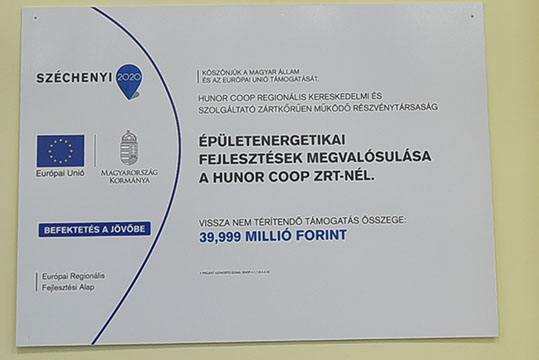 SZÉCHENYI 2020
KÖSZÖNJÜK A MAGYAR ÁLLAM
ÉS AZ EURÓPAI UNIÓ TÁMOGATÁSÁT.
HUNOR COOP REGIONÁLIS KERESKEDELMI ÉS
SZOLGÁLTATÓ ZÁRTKÖRŰEN MŰKÖDŐ RÉSZVÉNYTÁRSASÁG
Európai Unió
MAGYARORSZÁG
KORMÁNYA
ÉPÜLETENERGETIKAI
FEJLESZTÉSEK MEGVALÓSULÁSA
A HUNOR COOP ZRT-NÉL.
BEFEKTETÉS A JÖVŐBE
VISSZA NEM TÉRÍTENDŐ TÁMOGATÁS ÖSSZEGE:
39,999 MILLIÓ FORINT
Európai Regionális
Fejlesztési Alap